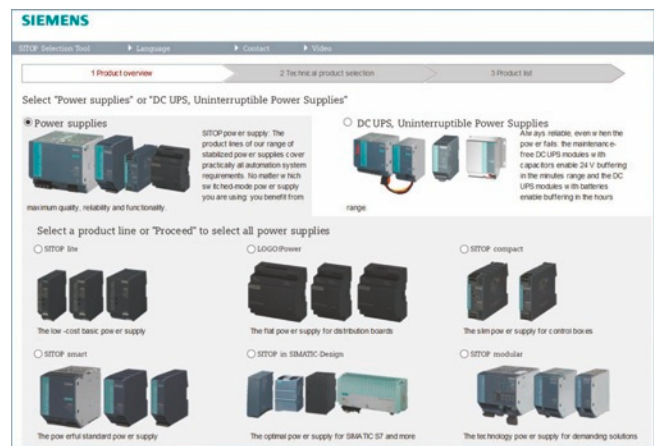 SIEMENS
SITOP Selection Tool
Language
Contact
Video
1 Product overview
2 Technical product selection
3 Product list
Select "Power supplies" or "DC UPS, Uninterruptible Power Supplies"
Power supplies
SITOP power supply: The
product lines of our range of
stabilized power supplies cover
practically all automation system
requirements. No matter which
switched-mode power supply
you are using: you benefit from
maximum quality, reliability and functionality.
DC UPS, Uninterruptible Power Supplies
Always reliable, even when the
power fails: the maintenance-
free DC UPS modules with
capacitors enable 24 V buffering
in the minutes range and the DC
UPS modules with batteries
enable buffering in the hours
range.
Select a product line or "Proceed" to select all power supplies
SITOP lite
LOGO!Power
SITOP compact
The low-cost basic power supply
The flat power supply for distribution boards
The slim power supply for control boxes
SITOP smart
SITOP in SIMATIC-Design
SITOP modular
The powerful standard power supply
The optimal power supply for SIMATIC S7 and more
The technology power supply for demanding solutions